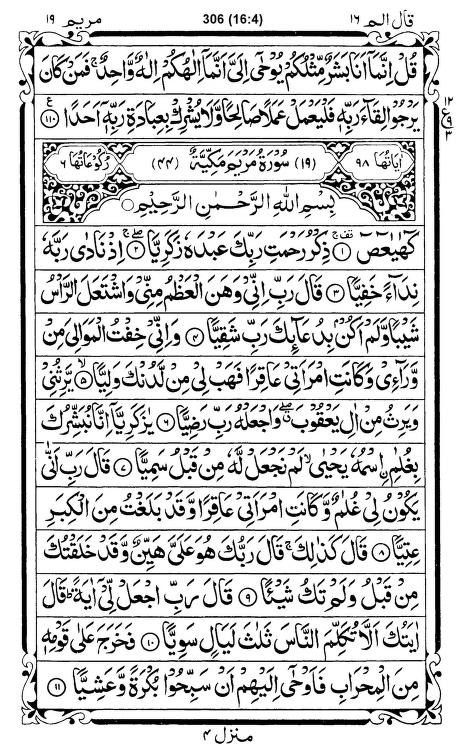 قال الم ١٦ 306 (16:4) مريم ١٩
قُلْ اِنَّمَاۤ اَنَا بَشَرٌ مِّثْلُكُمْ يُوْحٰۤى اِلَیَّ اَنَّمَاۤ اِلٰهُكُمْ اِلٰهٌ وَّاحِدٌ ۚ فَمَنْ كَانَ
يَرْجُوْا لِقَآءَ رَبِّهٖ فَلْيَعْمَلْ عَمَلًا صَالِحًا وَّلَا يُشْرِكْ بِعِبَادَةِ رَبِّهٖۤ اَحَدًا ۝١١٠ ع
١٢ ع ٩ ٣
اٰيَاتُهَا ٩٨ (١٩) سُوْرَةُ مَرْيَمَ مَكِّيَّةٌ (٤٤) رُكُوْعَاتُهَا ٦
بِسْمِ اللّٰهِ الرَّحْمٰنِ الرَّحِيْمِ
كٓهٰيٰعٓصٓ ۝١ ۚ ذِكْرُ رَحْمَتِ رَبِّكَ عَبْدَهٗ زَكَرِيَّا ۝٢ ۚ اِذْ نَادٰى رَبَّهٗ
نِدَآءً خَفِيًّا ۝٣ قَالَ رَبِّ اِنِّیْ وَهَنَ الْعَظْمُ مِنِّیْ وَاشْتَعَلَ الرَّاْسُ
شَيْبًا وَّلَمْ اَكُنْۢ بِدُعَآئِكَ رَبِّ شَقِيًّا ۝٤ وَاِنِّیْ خِفْتُ الْمَوَالِیَ مِنْ
وَّرَآءِیْ وَكَانَتِ امْرَاَتِیْ عَاقِرًا فَهَبْ لِیْ مِنْ لَّدُنْكَ وَلِيًّا ۝٥ ۙ يَّرِثُنِیْ
وَيَرِثُ مِنْ اٰلِ يَعْقُوْبَ ۖ وَاجْعَلْهُ رَبِّ رَضِيًّا ۝٦ يٰزَكَرِيَّاۤ اِنَّا نُبَشِّرُكَ
بِغُلٰمِ ِۨاسْمُهٗ يَحْيٰى ۙ لَمْ نَجْعَلْ لَّهٗ مِنْ قَبْلُ سَمِيًّا ۝٧ قَالَ رَبِّ اَنّٰى
يَكُوْنُ لِیْ غُلٰمٌ وَّكَانَتِ امْرَاَتِیْ عَاقِرًا وَّقَدْ بَلَغْتُ مِنَ الْكِبَرِ
عِتِيًّا ۝٨ قَالَ كَذٰلِكَ ۚ قَالَ رَبُّكَ هُوَ عَلَیَّ هَيِّنٌ وَّقَدْ خَلَقْتُكَ
مِنْ قَبْلُ وَلَمْ تَكُ شَيْئًا ۝٩ قَالَ رَبِّ اجْعَلْ لِّیْۤ اٰيَةً ؕ قَالَ
اٰيَتُكَ اَلَّا تُكَلِّمَ النَّاسَ ثَلٰثَ لَيَالٍ سَوِيًّا ۝١٠ فَخَرَجَ عَلٰى قَوْمِهٖ
مِنَ الْمِحْرَابِ فَاَوْحٰۤى اِلَيْهِمْ اَنْ سَبِّحُوْا بُكْرَةً وَّعَشِيًّا ۝١١
منزل ٤